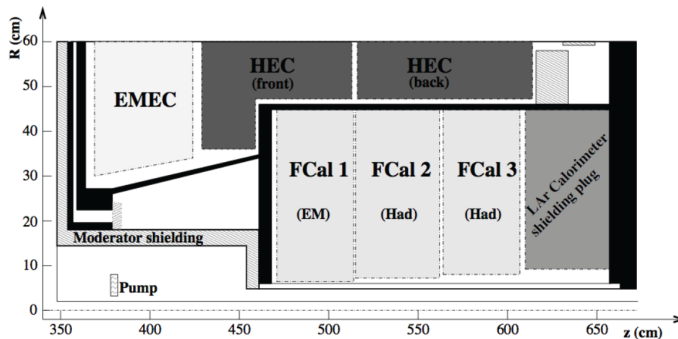 R (cm)
60
50
40
30
20
10
0
EMEC
HEC
(front)
HEC
(back)
FCal 1
(EM)
FCal 2
(Had)
FCal 3
(Had)
LAr Calorimeter
shielding plug
Moderator shielding
Pump
350
400
450
500
550
600
650
z (cm)